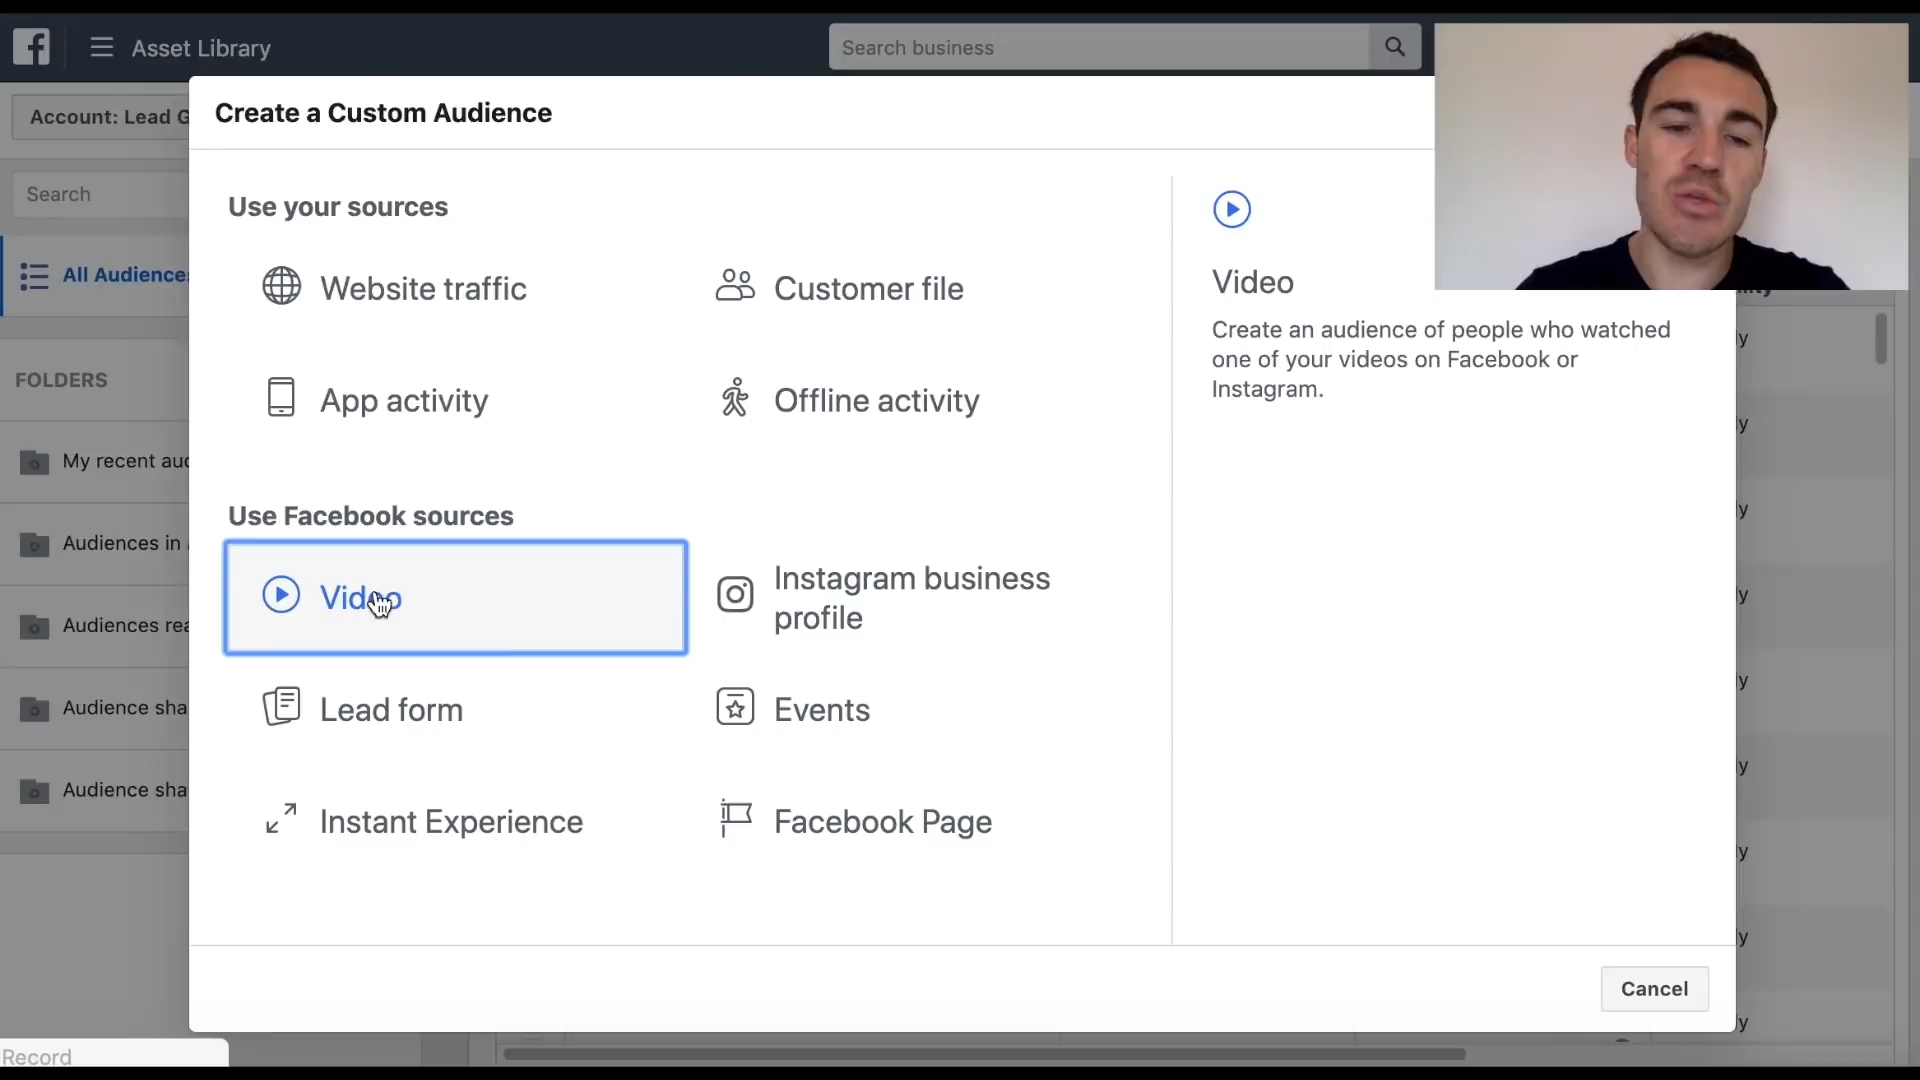 Asset Library
Search business
Account: Lead G
Create a Custom Audience
Search
All Audiences
FOLDERS
My recent aud
Audiences in
Audiences rea
Audience sha
Audience sha
Use your sources
Website traffic
Customer file
App activity
Offline activity
Use Facebook sources
Video
Instagram business
profile
Lead form
Events
Instant Experience
Facebook Page
Video
Create an audience of people who watched
one of your videos on Facebook or
Instagram.
Cancel
Record